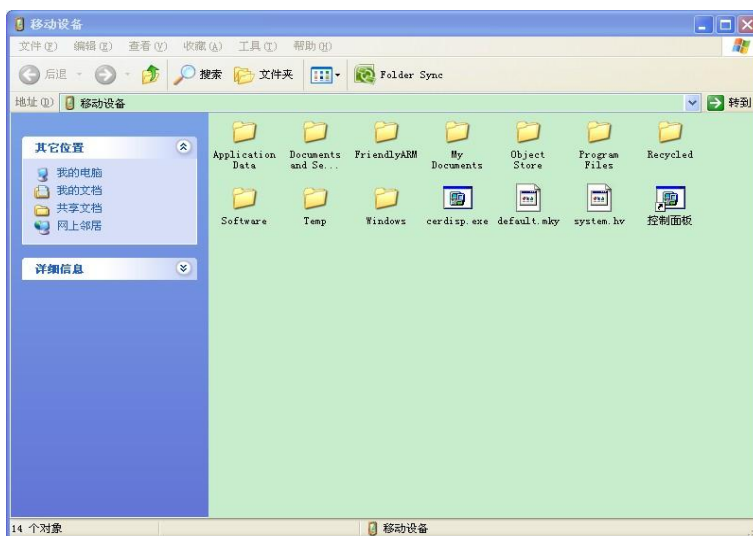 移动设备
文件(F) 编辑(E) 查看(V) 收藏(A) 工具(T) 帮助(H)
后退 搜索 文件夹 Folder Sync
地址(D) 移动设备 转到
其它位置
我的电脑
我的文档
共享文档
网上邻居
详细信息
Application Data
Documents and Se...
FriendlyARM
My Documents
Object Store
Program Files
Recycled
Software
Temp
Windows
cerdisp.exe
default.mky
system.hv
控制面板
14 个对象 移动设备